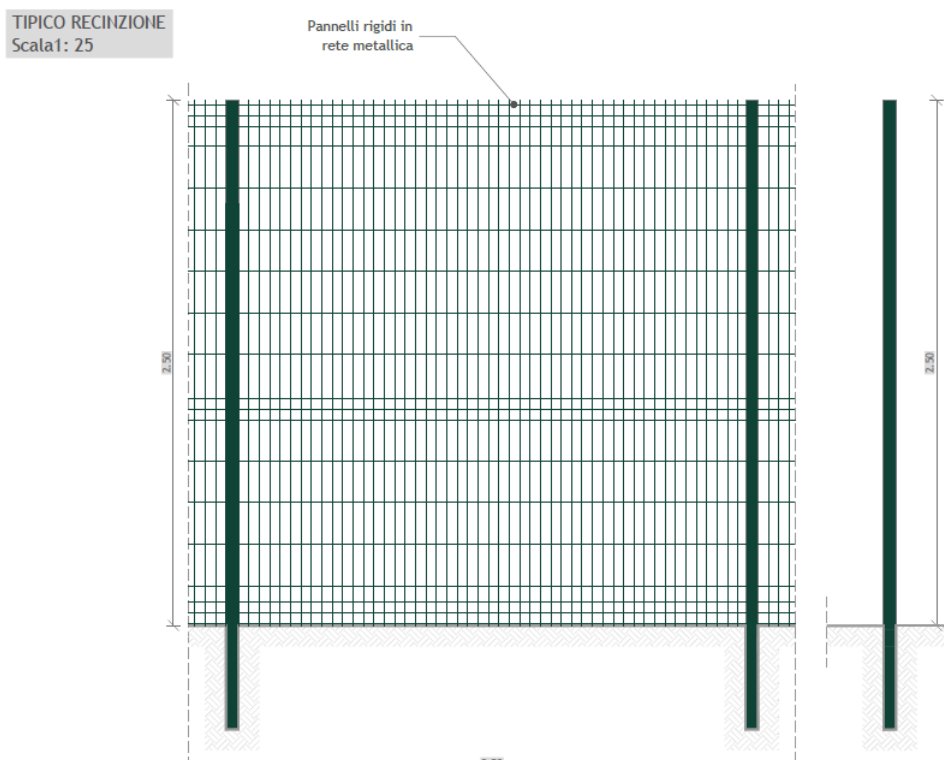 TIPICO RECINZIONE
Scala1: 25
Pannelli rigidi in
rete metallica
2.50
2.50